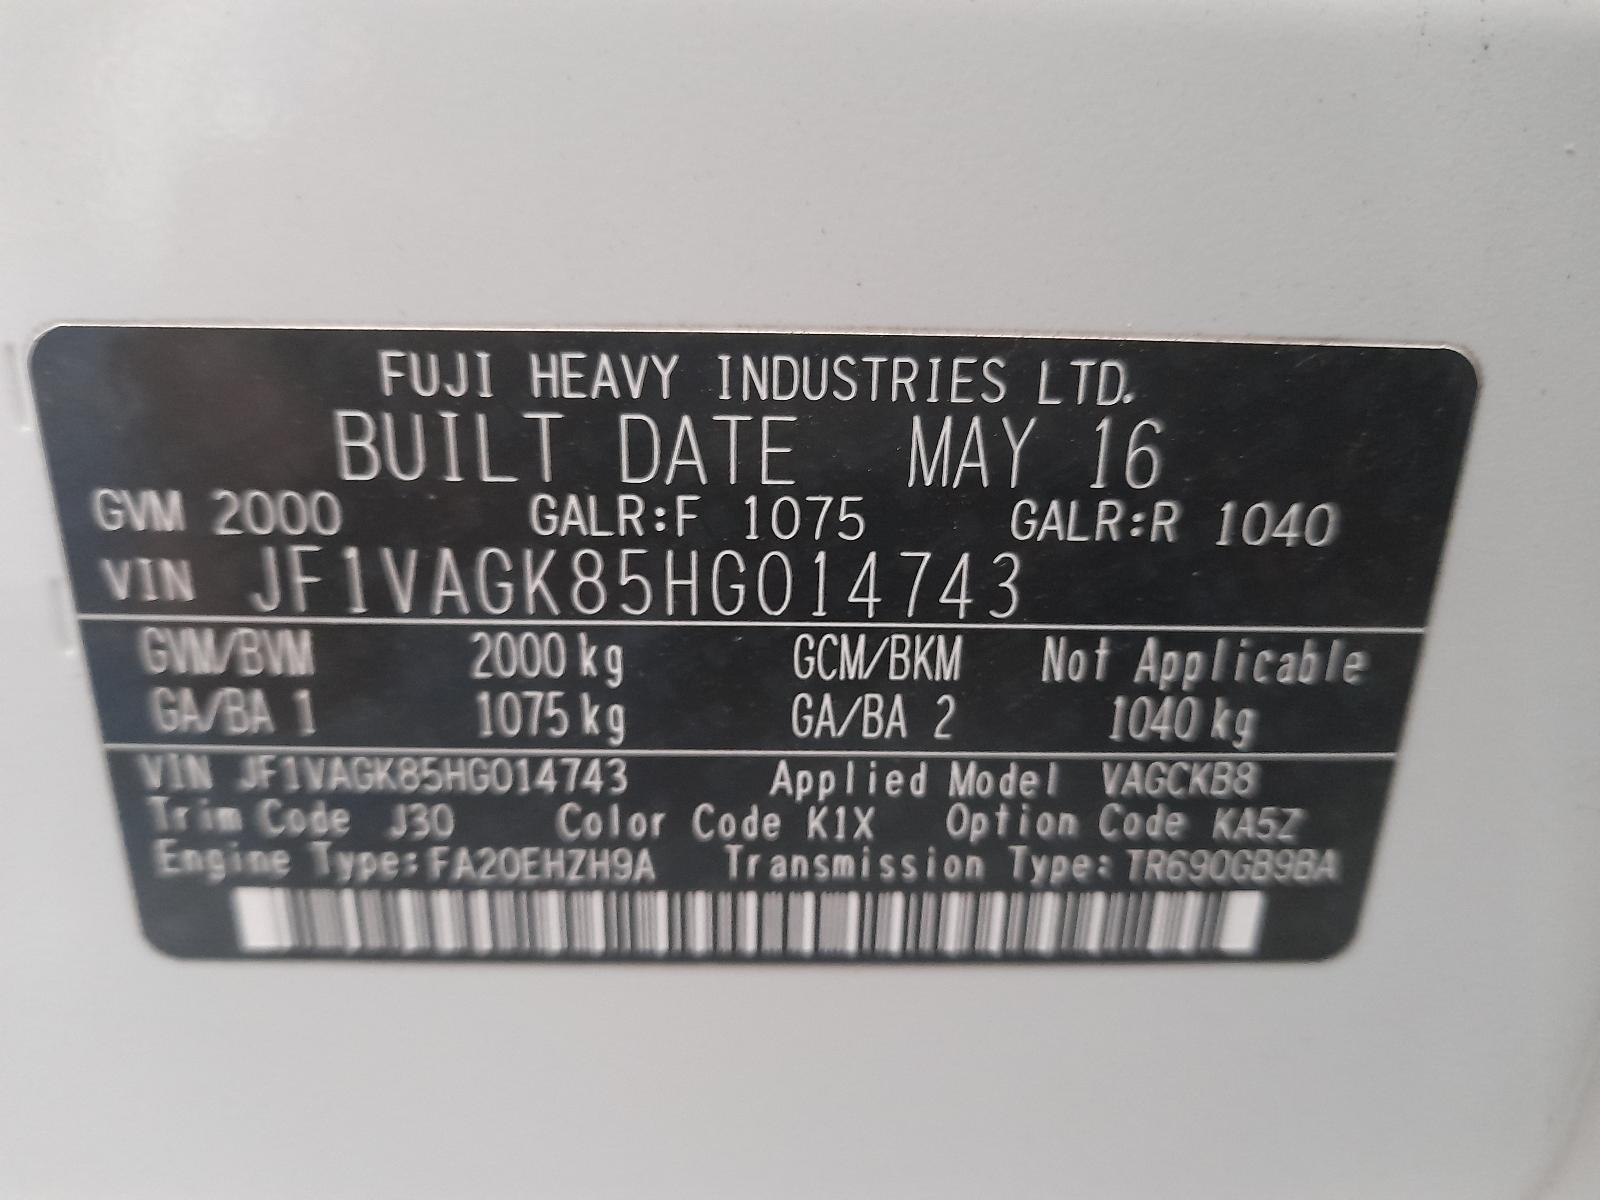 FUJI HEAVY INDUSTRIES LTD.
BUILT DATE MAY 16
GVM 2000 GALR:F 1075 GALR:R 1040
VIN JF1VAGK85HG014743
GVM/BVM 2000 kg GCM/BKM Not Applicable
GA/BA 1 1075 kg GA/BA 2 1040 kg
VIN JF1VAGK85HG014743 Applied Model VAGCKB8
Trim Code J30 Color Code K1X Option Code KA5Z
Engine Type: FA20EHZH9A Transmission Type: TR690GB9BA